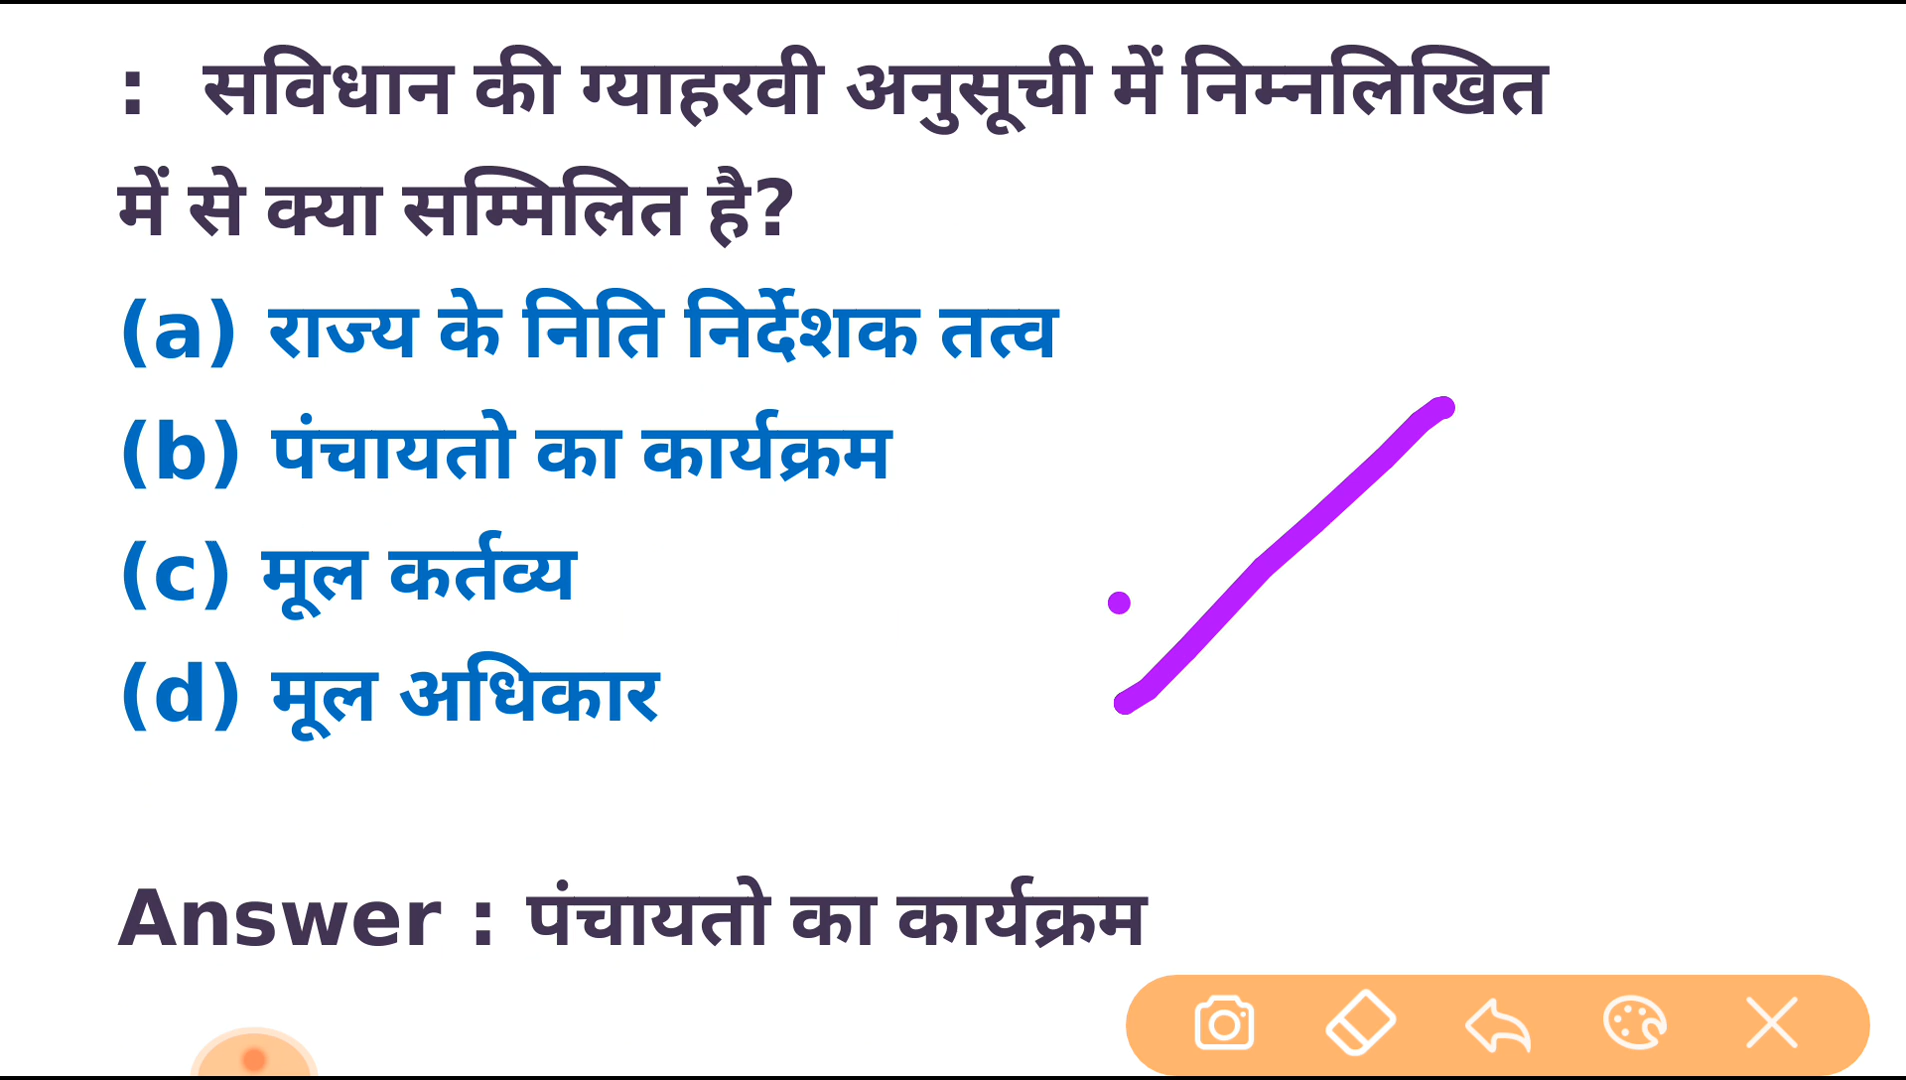 : सविधान की ग्याहरवी अनुसूची में निम्नलिखित
में से क्या सम्मिलित है?
(a) राज्य के निति निर्देशक तत्व
(b) पंचायतो का कार्यक्रम
(c) मूल कर्तव्य
(d) मूल अधिकार
Answer : पंचायतो का कार्यक्रम